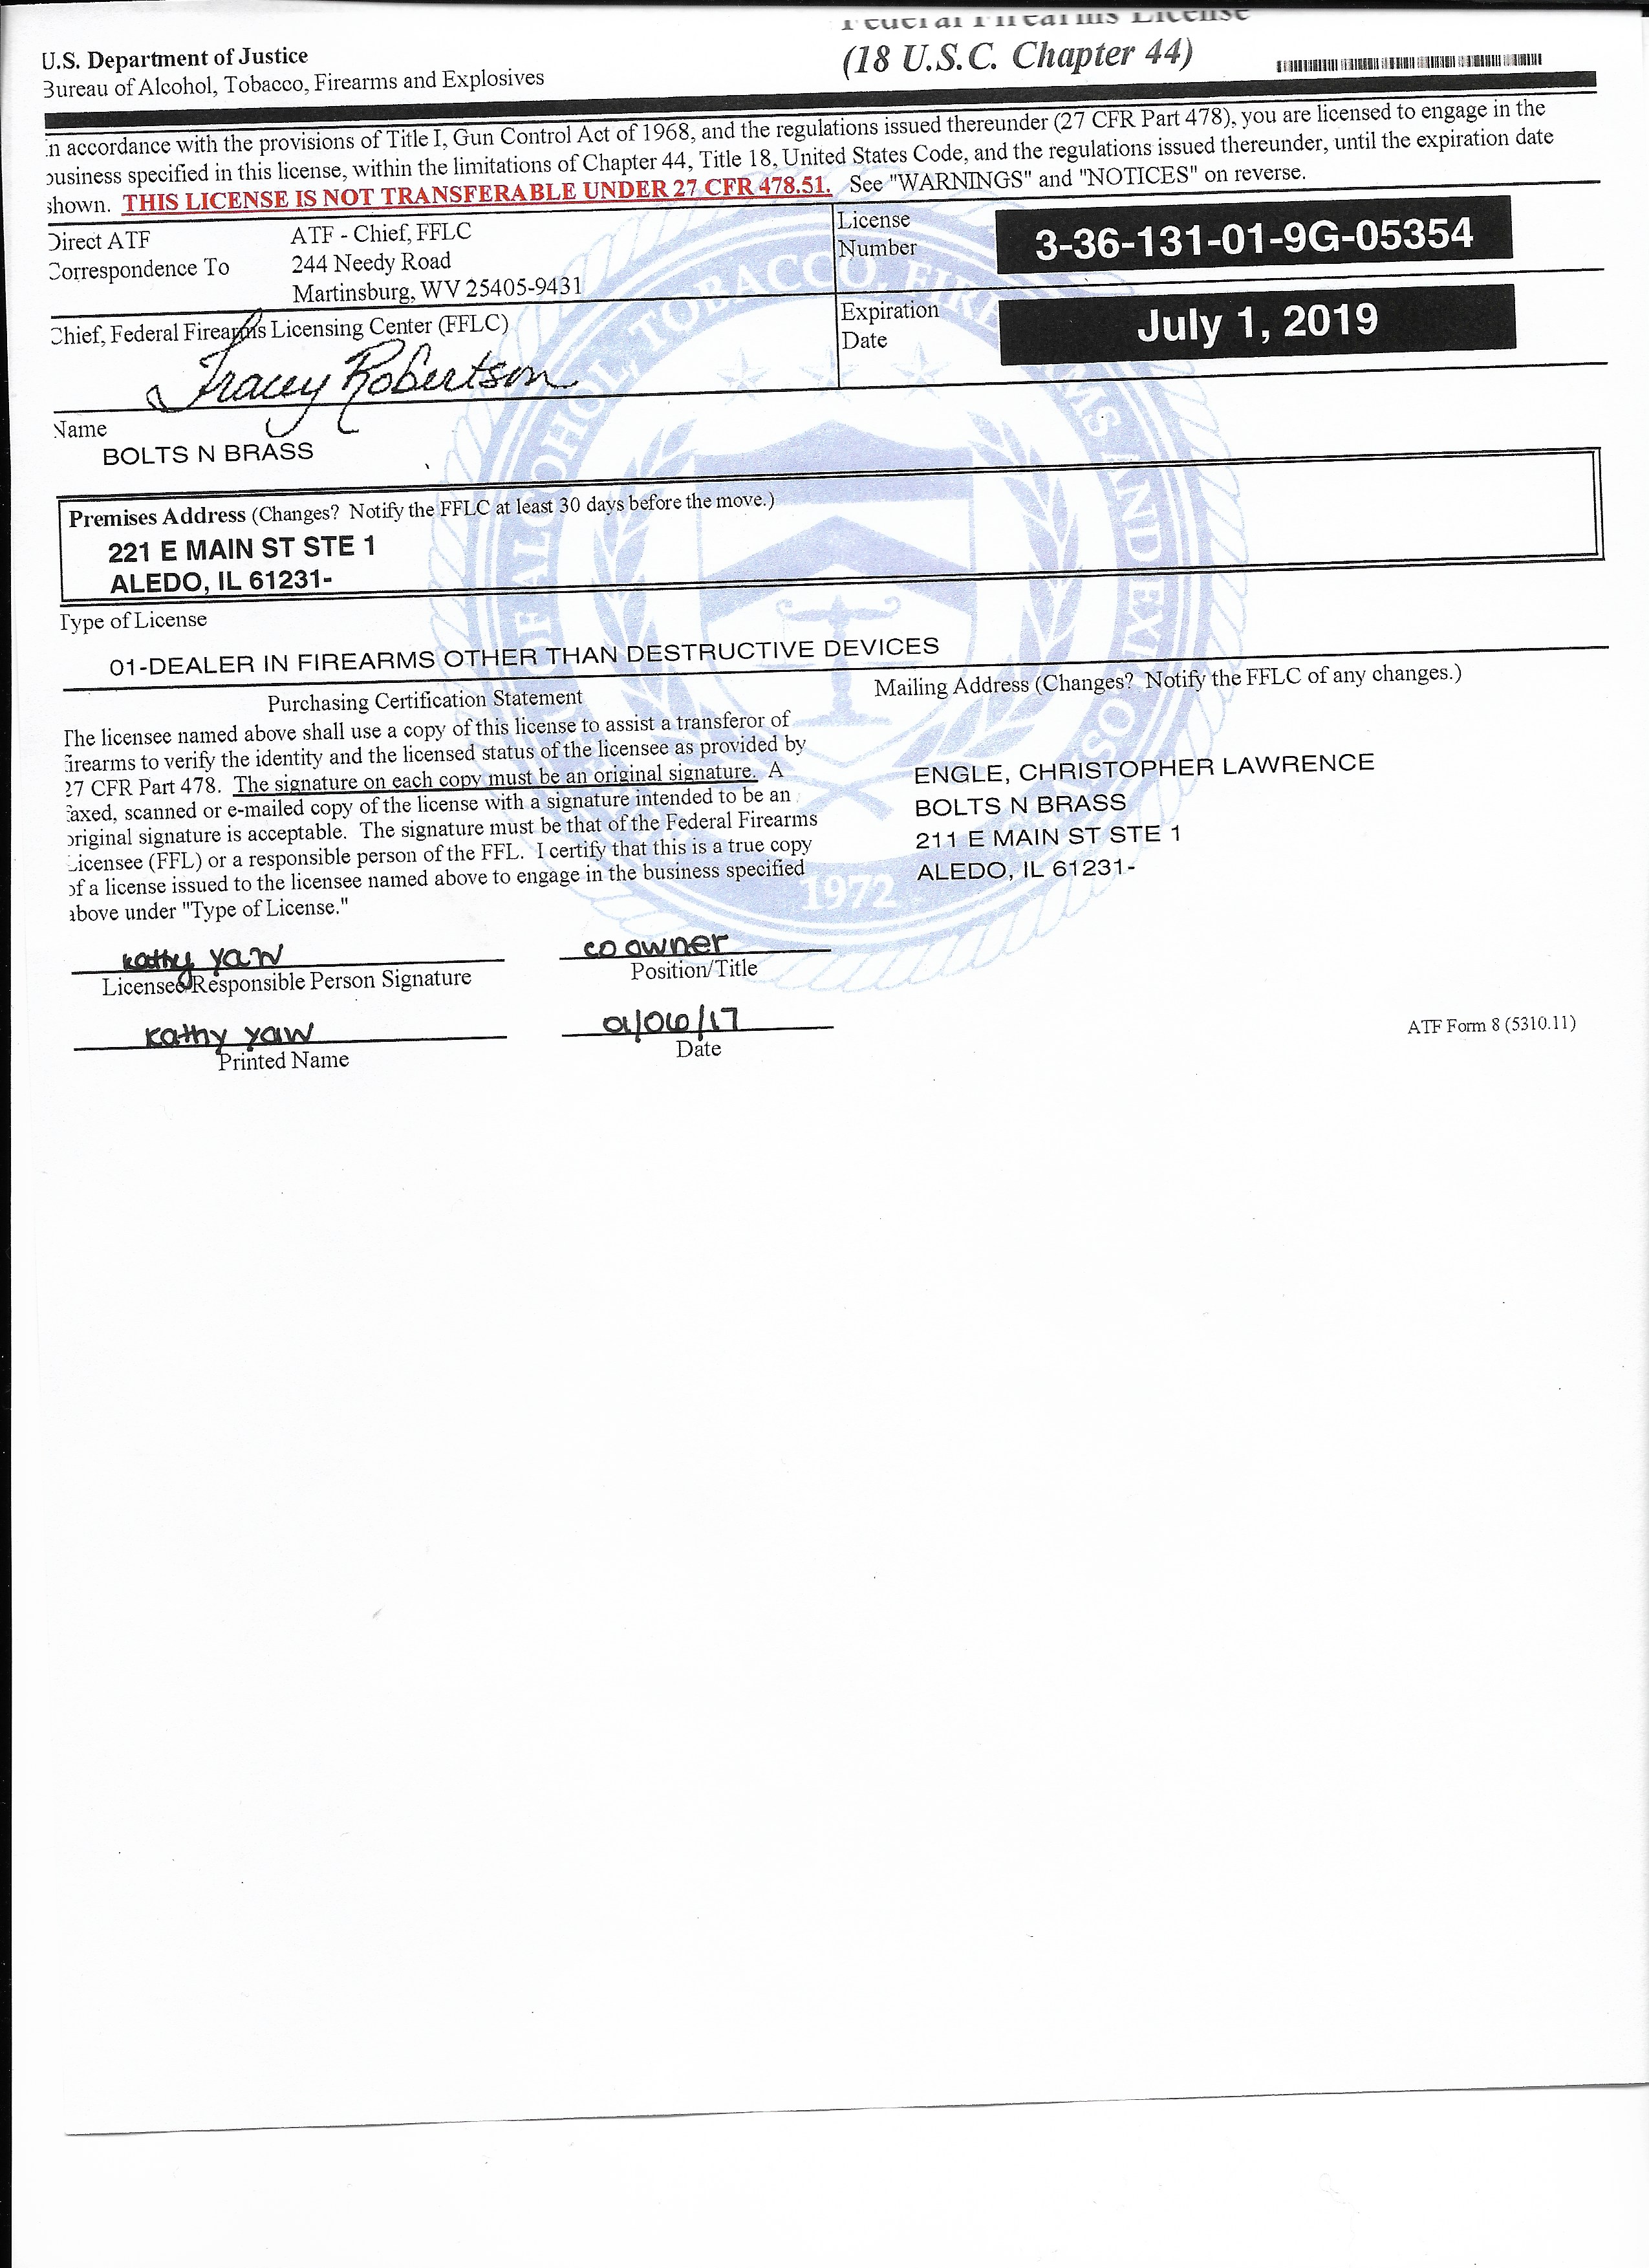 Federal Firearms License
(18 U.S.C. Chapter 44)
U.S. Department of Justice
Bureau of Alcohol, Tobacco, Firearms and Explosives
In accordance with the provisions of Title I, Gun Control Act of 1968, and the regulations issued thereunder (27 CFR Part 478), you are licensed to engage in the
business specified in this license, within the limitations of Chapter 44, Title 18, United States Code, and the regulations issued thereunder, until the expiration date
shown. THIS LICENSE IS NOT TRANSFERABLE UNDER 27 CFR 478.51. See "WARNINGS" and "NOTICES" on reverse.
Direct ATF
Correspondence To
ATF - Chief, FFLC
244 Needy Road
Martinsburg, WV 25405-9431
License
Number
3-36-131-01-9G-05354
Chief, Federal Firearms Licensing Center (FFLC)
Tracey Robertson
Expiration
Date
July 1, 2019
Name
BOLTS N BRASS
Premises Address (Changes? Notify the FFLC at least 30 days before the move.)
221 E MAIN ST STE 1
ALEDO, IL 61231-
Type of License
01-DEALER IN FIREARMS OTHER THAN DESTRUCTIVE DEVICES
Purchasing Certification Statement
The licensee named above shall use a copy of this license to assist a transferor of
firearms to verify the identity and the licensed status of the licensee as provided by
27 CFR Part 478. The signature on each copy must be an original signature. A
faxed, scanned or e-mailed copy of the license with a signature intended to be an
original signature is acceptable. The signature must be that of the Federal Firearms
Licensee (FFL) or a responsible person of the FFL. I certify that this is a true copy
of a license issued to the licensee named above to engage in the business specified
above under "Type of License."
Mailing Address (Changes? Notify the FFLC of any changes.)
ENGLE, CHRISTOPHER LAWRENCE
BOLTS N BRASS
211 E MAIN ST STE 1
ALEDO, IL 61231-
kathy yaw
Licensee/Responsible Person Signature
co owner
Position/Title
kathy yaw
Printed Name
01/06/17
Date
ATF Form 8 (5310.11)
OF ALCOHOL, TOBACCO, FIREARMS AND EXPLOSIVES
1972